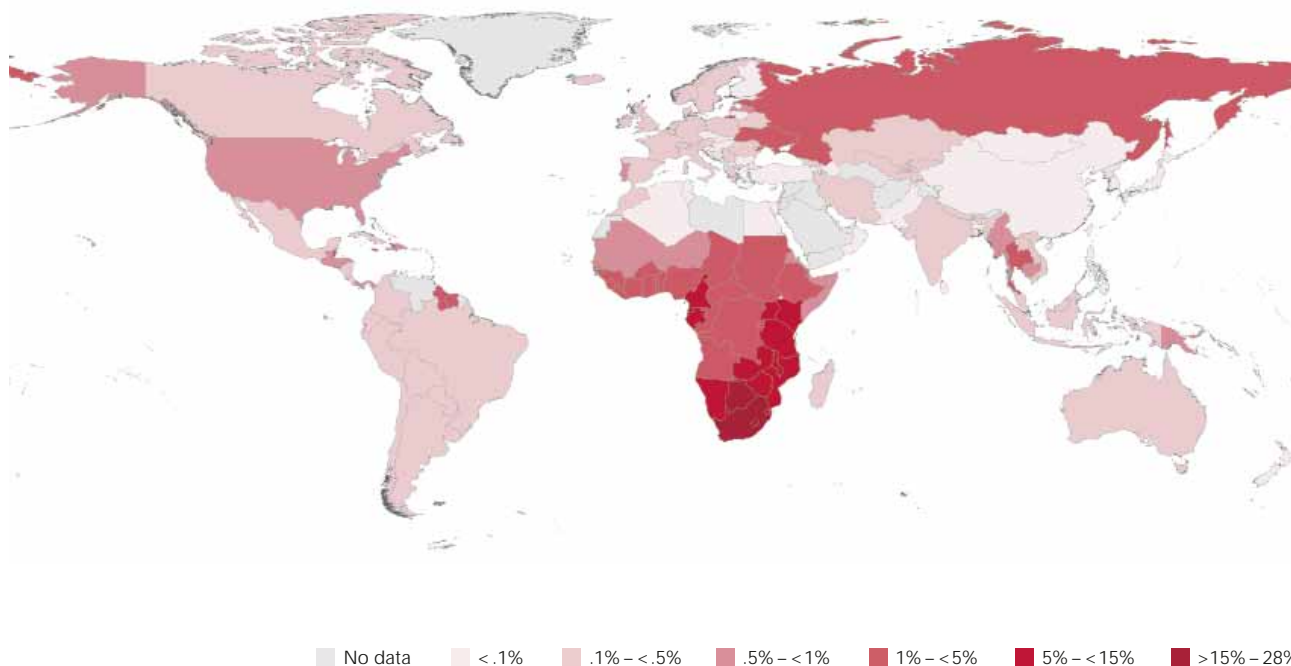 No data < .1% .1% – <.5% .5% – <1% 1% – <5% 5% – <15% >15% – 28%